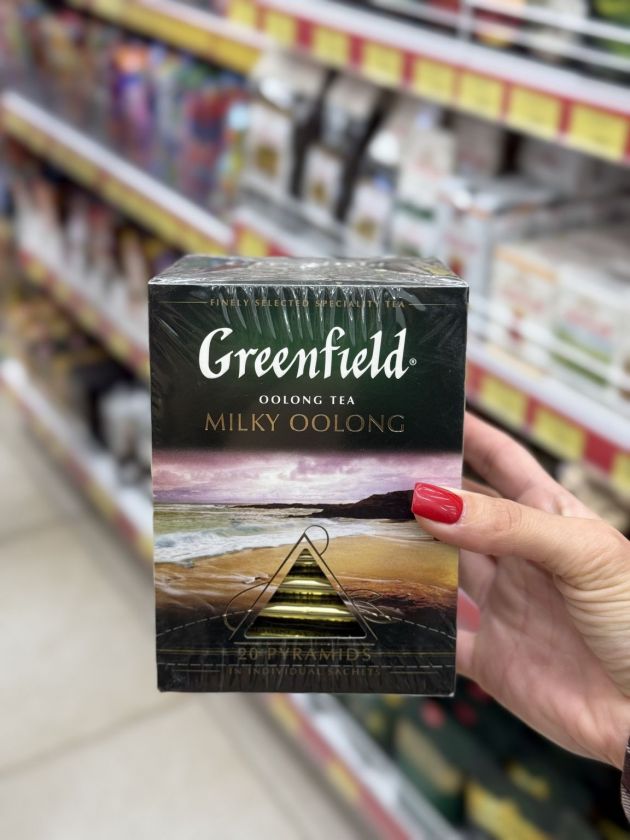 FINELY SELECTED SPECIALITY TEA
Greenfield®
OOLONG TEA
MILKY OOLONG
20 PYRAMIDS
IN INDIVIDUAL SACHETS